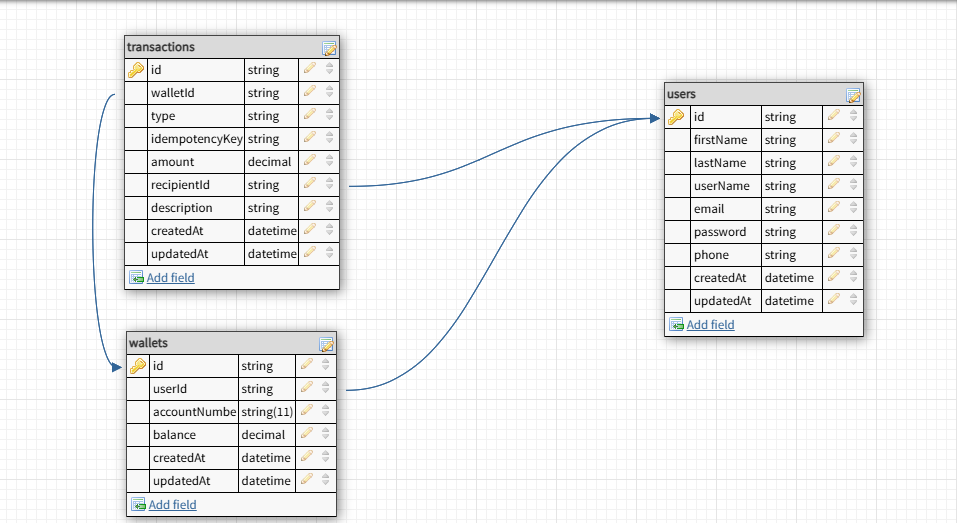 transactions
id string
walletId string
type string
idempotencyKey string
amount decimal
recipientId string
description string
createdAt datetime
updatedAt datetime
Add field
users
id string
firstName string
lastName string
userName string
email string
password string
phone string
createdAt datetime
updatedAt datetime
Add field
wallets
id string
userId string
accountNumbe string(11)
balance decimal
createdAt datetime
updatedAt datetime
Add field